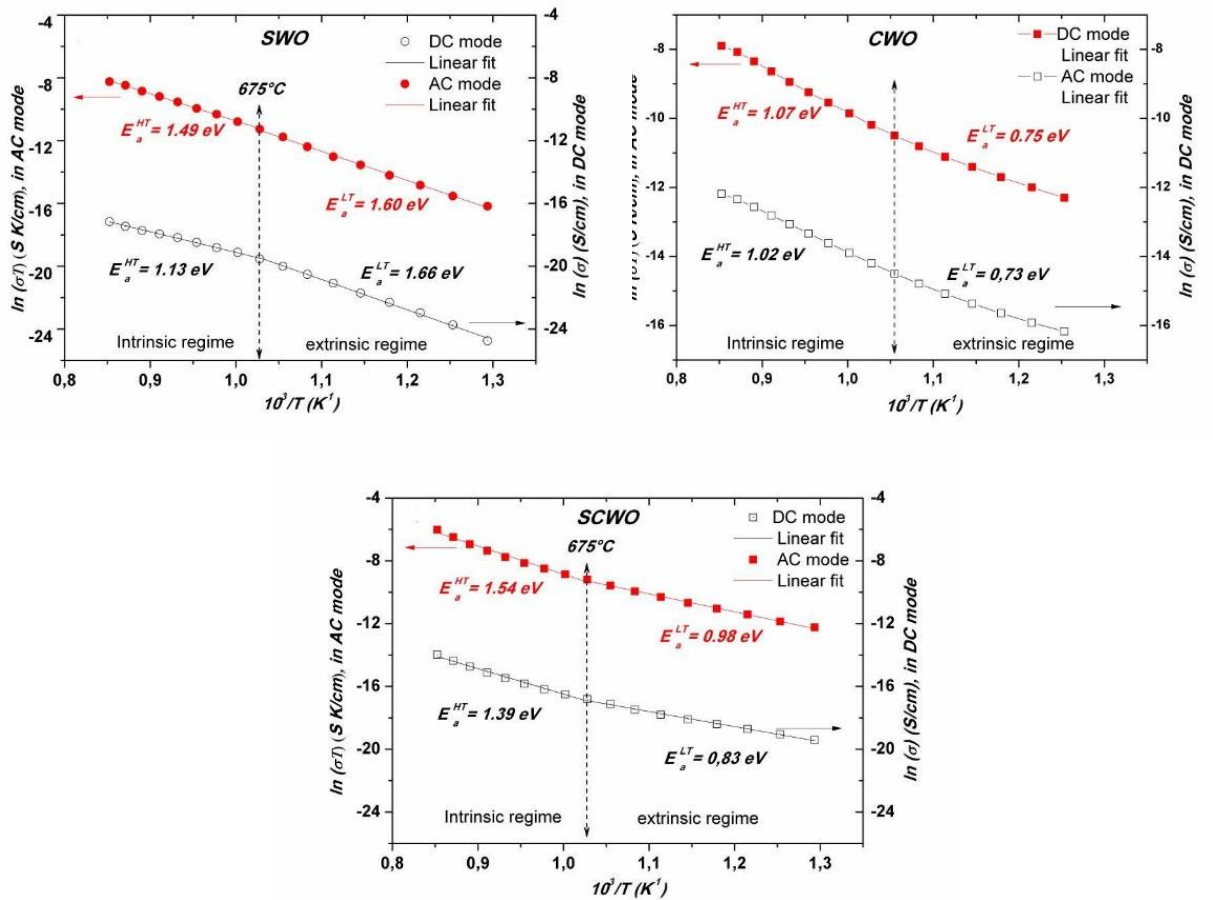 SWO
DC mode
Linear fit
AC mode
Linear fit
675°C
E_a^HT = 1.49 eV
E_a^LT = 1.60 eV
E_a^HT = 1.13 eV
E_a^LT = 1.66 eV
Intrinsic regime
extrinsic regime
ln (σT) (S K/cm), in AC mode
ln (σ) (S/cm), in DC mode
-4
-8
-12
-16
-20
-24
-4
-8
-12
-16
-20
-24
0,8 0,9 1,0 1,1 1,2 1,3
10³/T (K¹)
CWO
DC mode
Linear fit
AC mode
Linear fit
E_a^HT = 1.07 eV
E_a^LT = 0.75 eV
E_a^HT = 1.02 eV
E_a^LT = 0,73 eV
Intrinsic regime
extrinsic regime
in AC mode
ln (σ) (S/cm), in DC mode
-8
-10
-12
-14
-16
-8
-10
-12
-14
-16
0,8 0,9 1,0 1,1 1,2 1,3
10³/T (K¹)
SCWO
DC mode
Linear fit
AC mode
Linear fit
675°C
E_a^HT = 1.54 eV
E_a^LT = 0.98 eV
E_a^HT = 1.39 eV
E_a^LT = 0,83 eV
Intrinsic regime
extrinsic regime
ln (σT) (S K/cm), in AC mode
ln (σ) (S/cm), in DC mode
-4
-8
-12
-16
-20
-24
-4
-8
-12
-16
-20
-24
0,8 0,9 1,0 1,1 1,2 1,3
10³/T (K¹)